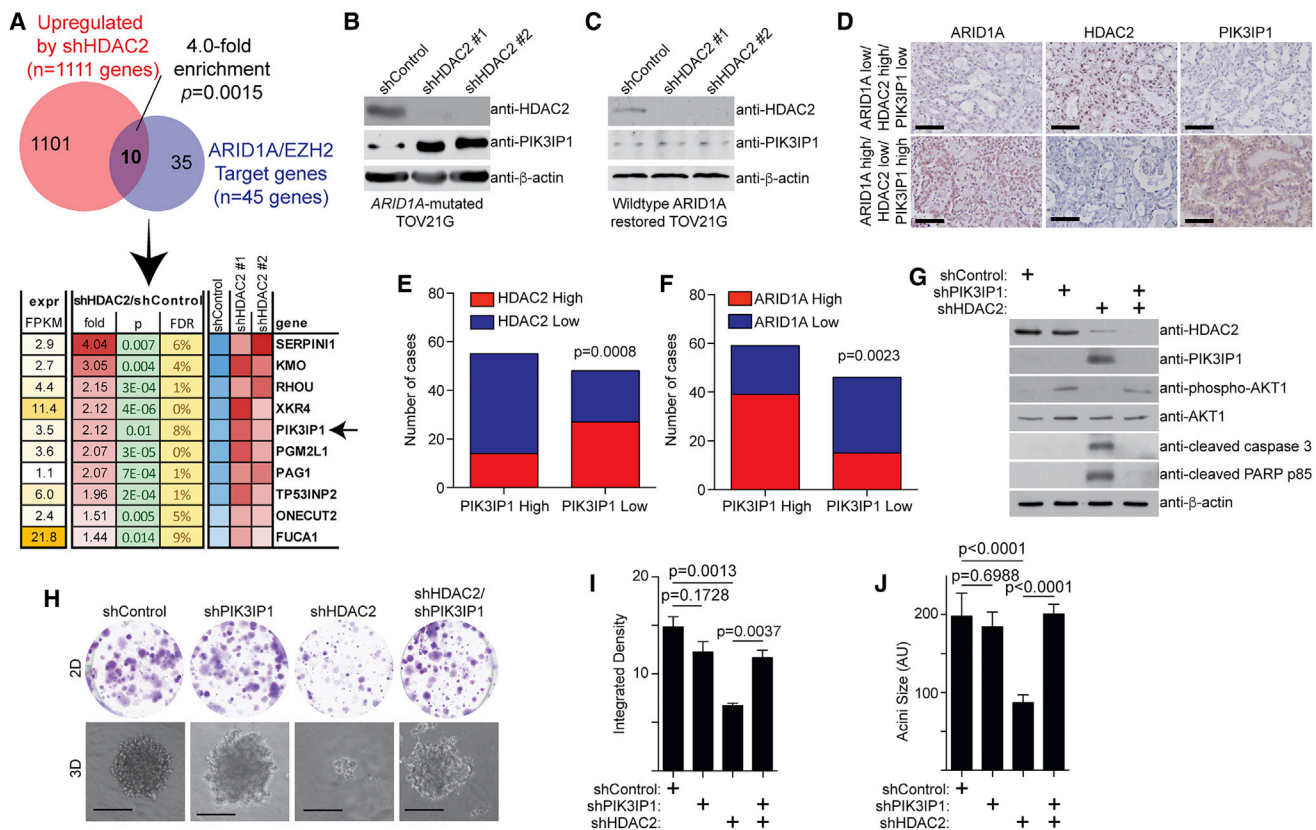 A
Upregulated
by shHDAC2
(n=1111 genes)
4.0-fold
enrichment
p=0.0015
1101
10
35
ARID1A/EZH2
Target genes
(n=45 genes)
expr
shHDAC2/shControl
shControl
shHDAC2 #1
shHDAC2 #2
FPKM
fold
p
FDR
gene
2.9 4.04 0.007 6% SERPINI1
2.7 3.05 0.004 4% KMO
4.4 2.15 3E-04 1% RHOU
11.4 2.12 4E-06 0% XKR4
3.5 2.12 0.01 8% PIK3IP1
3.6 2.07 3E-05 0% PGM2L1
1.1 2.07 7E-04 1% PAG1
6.0 1.96 2E-04 1% TP53INP2
2.4 1.51 0.005 5% ONECUT2
21.8 1.44 0.014 9% FUCA1
B
shControl
shHDAC2 #1
shHDAC2 #2
anti-HDAC2
anti-PIK3IP1
anti-β-actin
ARID1A-mutated
TOV21G
C
shControl
shHDAC2 #1
shHDAC2 #2
anti-HDAC2
anti-PIK3IP1
anti-β-actin
Wildtype ARID1A
restored TOV21G
D
ARID1A
HDAC2
PIK3IP1
ARID1A low/
HDAC2 high/
PIK3IP1 low
ARID1A high/
HDAC2 low/
PIK3IP1 high
E
HDAC2 High
HDAC2 Low
p=0.0008
Number of cases
80
60
40
20
0
PIK3IP1 High
PIK3IP1 Low
F
ARID1A High
ARID1A Low
p=0.0023
Number of cases
80
60
40
20
0
PIK3IP1 High
PIK3IP1 Low
G
shControl: +
shPIK3IP1: + +
shHDAC2: + +
anti-HDAC2
anti-PIK3IP1
anti-phospho-AKT1
anti-AKT1
anti-cleaved caspase 3
anti-cleaved PARP p85
anti-β-actin
H
shControl
shPIK3IP1
shHDAC2
shHDAC2/
shPIK3IP1
2D
3D
I
p=0.0013
p=0.1728
p=0.0037
Integrated Density
20
10
0
shControl: +
shPIK3IP1: + +
shHDAC2: + +
J
p<0.0001
p=0.6988
p<0.0001
Acini Size (AU)
200
100
0
shControl: +
shPIK3IP1: + +
shHDAC2: + +